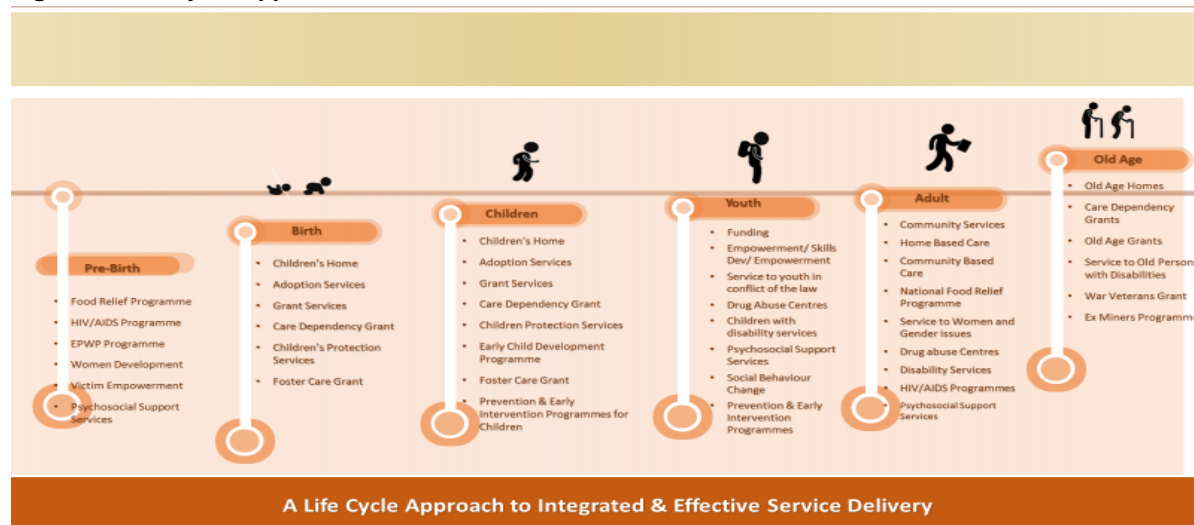 Pre-Birth
Food Relief Programme
HIV/AIDS Programme
EPWP Programme
Women Development
Victim Empowerment
Psychosocial Support
Services
Birth
Children's Home
Adoption Services
Grant Services
Care Dependency Grant
Children's Protection
Services
Foster Care Grant
Children
Children's Home
Adoption Services
Grant Services
Care Dependency Grant
Children Protection Services
Early Child Development
Programme
Foster Care Grant
Prevention & Early
Intervention Programmes for
Children
Youth
Funding
Empowerment/ Skills
Dev/ Empowerment
Service to youth in
conflict of the law
Drug Abuse Centres
Children with
disability services
Psychosocial Support
Services
Social Behaviour
Change
Prevention & Early
Intervention
Programmes
Adult
Community Services
Home Based Care
Community Based
Care
National Food Relief
Programme
Service to Women and
Gender issues
Drug abuse Centres
Disability Services
HIV/AIDS Programmes
Psychosocial Support
Services
Old Age
Old Age Homes
Care Dependency
Grants
Old Age Grants
Service to Old Person
with Disabilities
War Veterans Grant
Ex Miners Programm
A Life Cycle Approach to Integrated & Effective Service Delivery